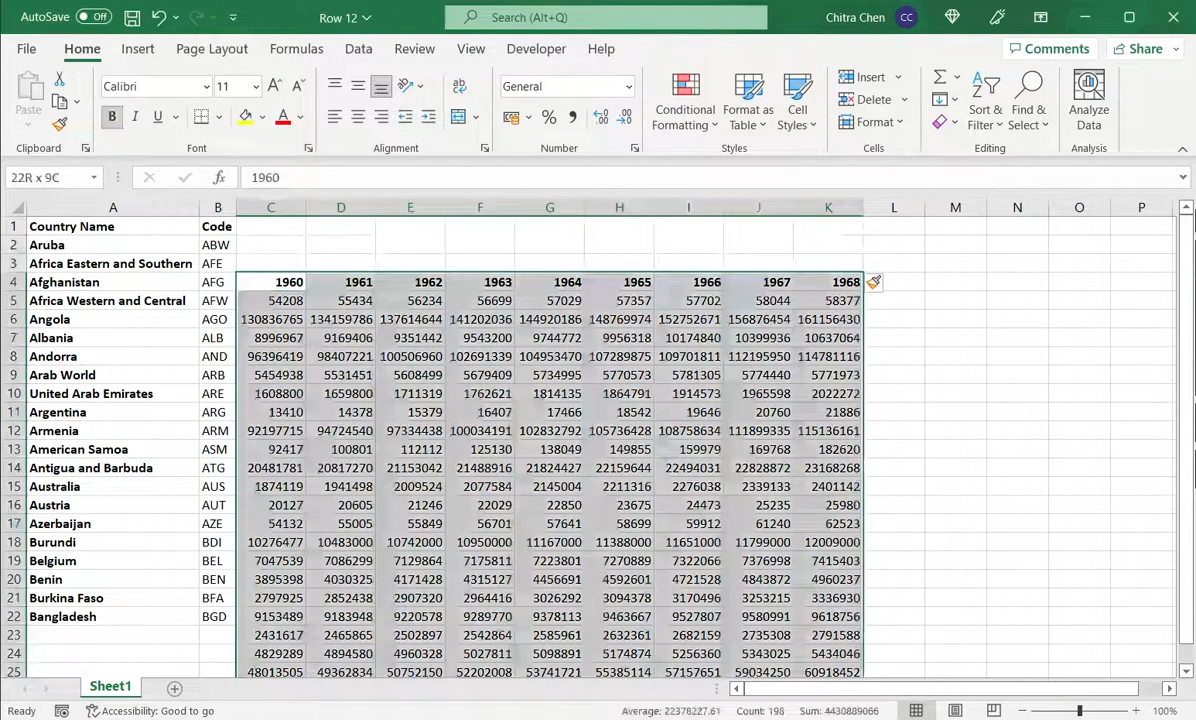 AutoSave Off Row 12 Search (Alt+Q) Chitra Chen CC
File Home Insert Page Layout Formulas Data Review View Developer Help Comments Share
Paste Calibri 11 General Conditional Formatting Format as Table Cell Styles Insert Delete Format Sort & Filter Find & Select Analyze Data
B I U
Clipboard Font Alignment Number Styles Cells Editing Analysis
22R x 9C fx 1960
A B C D E F G H I J K L M N O P
1 Country Name Code
2 Aruba ABW
3 Africa Eastern and Southern AFE
4 Afghanistan AFG 1960 1961 1962 1963 1964 1965 1966 1967 1968
5 Africa Western and Central AFW 54208 55434 56234 56699 57029 57357 57702 58044 58377
6 Angola AGO 130836765 134159786 137614644 141202036 144920186 148769974 152752671 156876454 161156430
7 Albania ALB 8996967 9169406 9351442 9543200 9744772 9956318 10174840 10399936 10637064
8 Andorra AND 96396419 98407221 100506960 102691339 104953470 107289875 109701811 112195950 114781116
9 Arab World ARB 5454938 5531451 5608499 5679409 5734995 5770573 5781305 5774440 5771973
10 United Arab Emirates ARE 1608800 1659800 1711319 1762621 1814135 1864791 1914573 1965598 2022272
11 Argentina ARG 13410 14378 15379 16407 17466 18542 19646 20760 21886
12 Armenia ARM 92197715 94724540 97334438 100034191 102832792 105736428 108758634 111899335 115136161
13 American Samoa ASM 92417 100801 112112 125130 138049 149855 159979 169768 182620
14 Antigua and Barbuda ATG 20481781 20817270 21153042 21488916 21824427 22159644 22494031 22828872 23168268
15 Australia AUS 1874119 1941498 2009524 2077584 2145004 2211316 2276038 2339133 2401142
16 Austria AUT 20127 20605 21246 22029 22850 23675 24473 25235 25980
17 Azerbaijan AZE 54132 55005 55849 56701 57641 58699 59912 61240 62523
18 Burundi BDI 10276477 10483000 10742000 10950000 11167000 11388000 11651000 11799000 12009000
19 Belgium BEL 7047539 7086299 7129864 7175811 7223801 7270889 7322066 7376998 7415403
20 Benin BEN 3895398 4030325 4171428 4315127 4456691 4592601 4721528 4843872 4960237
21 Burkina Faso BFA 2797925 2852438 2907320 2964416 3026292 3094378 3170496 3253215 3336930
22 Bangladesh BGD 9153489 9183948 9220578 9289770 9378113 9463667 9527807 9580991 9618756
23 2431617 2465865 2502897 2542864 2585961 2632361 2682159 2735308 2791588
24 4829289 4894580 4960328 5027811 5098891 5174874 5256360 5343025 5434046
25 48013505 49362834 50752150 52202008 53741721 55385114 57157651 59034250 60918452
Sheet1
Ready Accessibility: Good to go Average: 22378227.61 Count: 198 Sum: 4430889066 100%